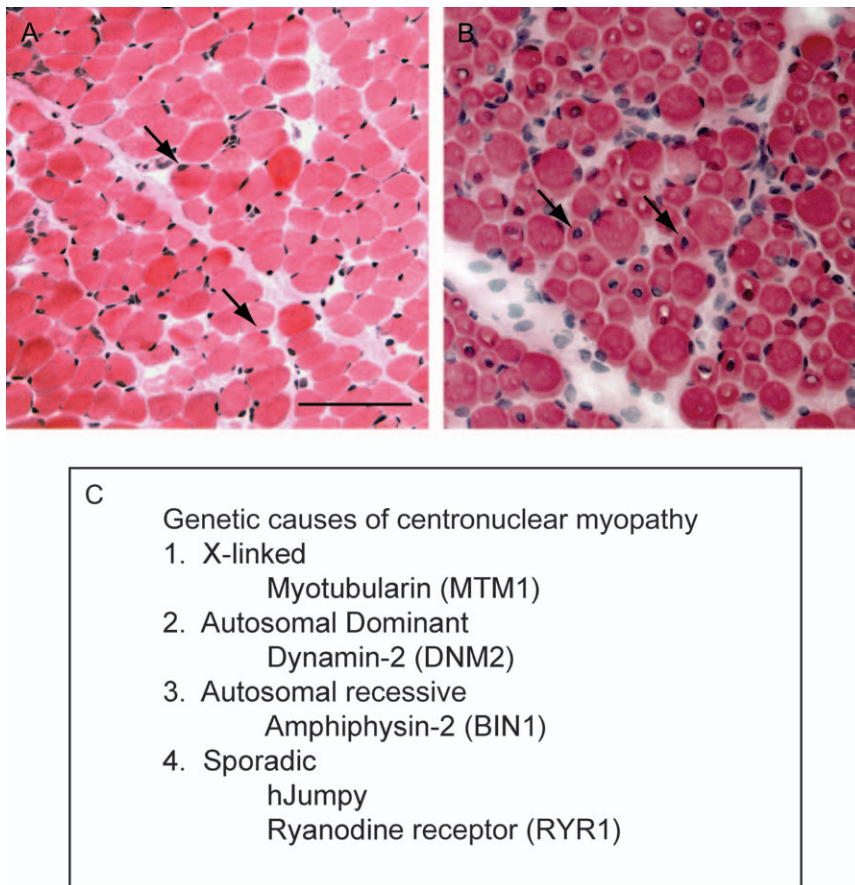 A
B
C
Genetic causes of centronuclear myopathy
1. X-linked
Myotubularin (MTM1)
2. Autosomal Dominant
Dynamin-2 (DNM2)
3. Autosomal recessive
Amphiphysin-2 (BIN1)
4. Sporadic
hJumpy
Ryanodine receptor (RYR1)